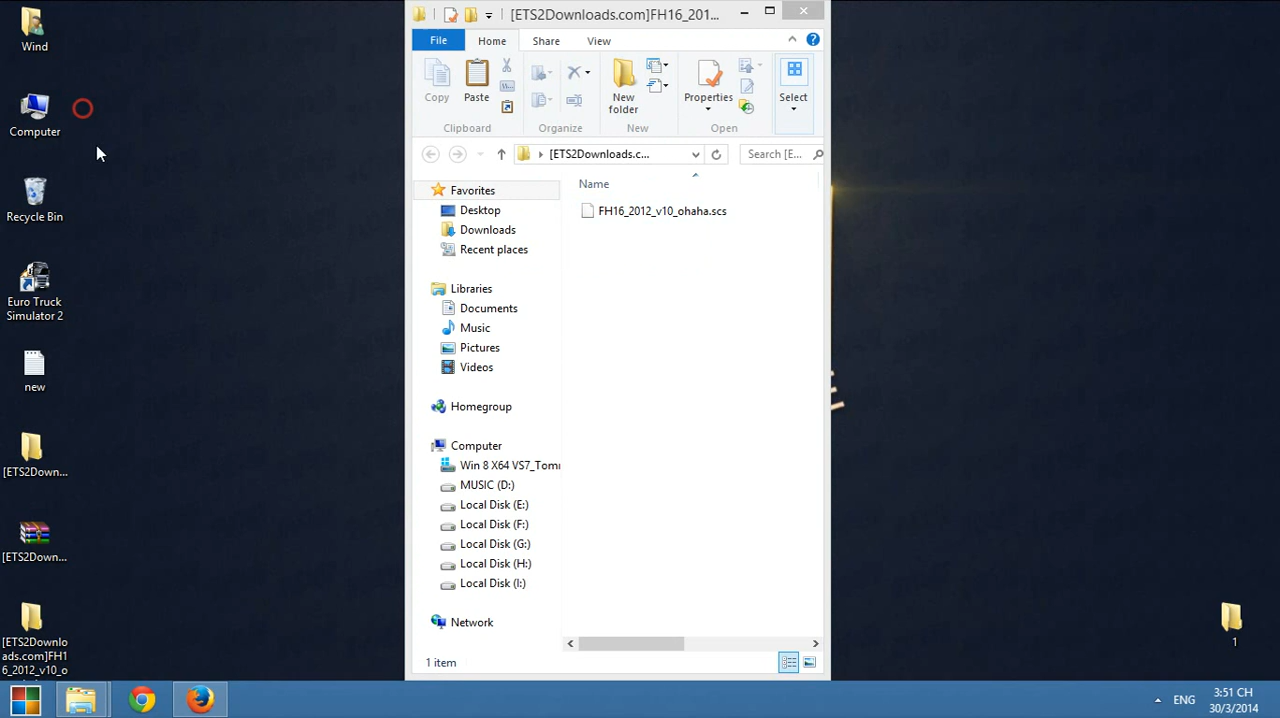 Wind
Computer
Recycle Bin
Euro Truck
Simulator 2
new
[ETS2Down...
[ETS2Down...
[ETS2Downlo
ads.com]FH1
6_2012_v10_o
[ETS2Downloads.com]FH16_201...
File
Home
Share
View
Copy
Paste
New
folder
Properties
Select
Clipboard
Organize
New
Open
[ETS2Downloads.c...
Search [E...
Name
FH16_2012_v10_ohaha.scs
Favorites
Desktop
Downloads
Recent places
Libraries
Documents
Music
Pictures
Videos
Homegroup
Computer
Win 8 X64 VS7_Tom
MUSIC (D:)
Local Disk (E:)
Local Disk (F:)
Local Disk (G:)
Local Disk (H:)
Local Disk (I:)
Network
1 item
1
ENG
3:51 CH
30/3/2014